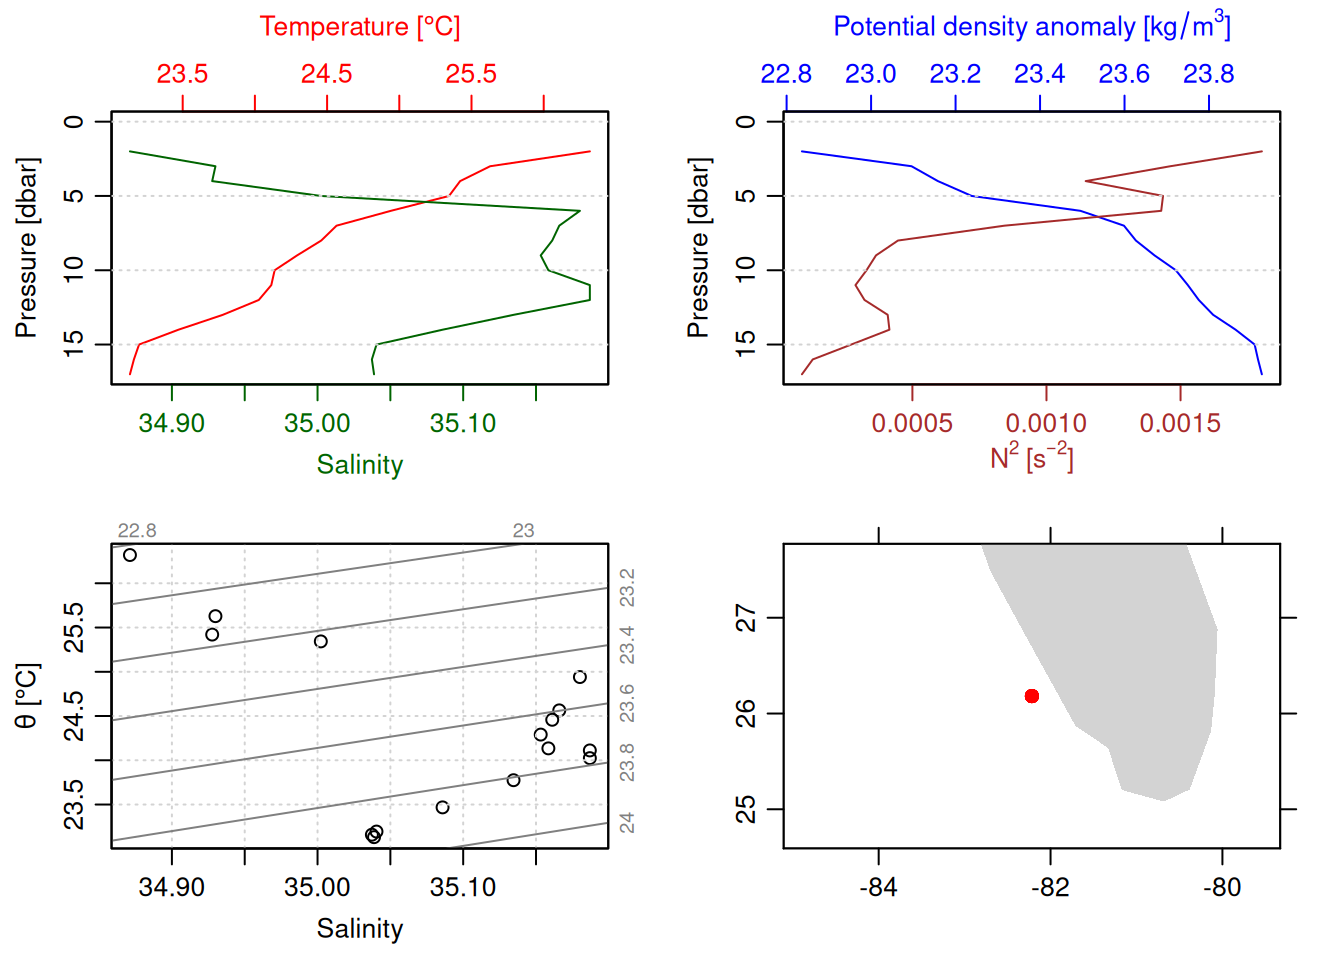 Temperature [°C]
23.5 24.5 25.5
Pressure [dbar]
0
5
10
15
34.90 35.00 35.10
Salinity
Potential density anomaly [kg/m³]
22.8 23.0 23.2 23.4 23.6 23.8
Pressure [dbar]
0
5
10
15
0.0005 0.0010 0.0015
N² [s⁻²]
22.8 23
θ [°C]
25.5
24.5
23.5
23.2
23.4
23.6
23.8
24
34.90 35.00 35.10
Salinity
27
26
25
-84 -82 -80